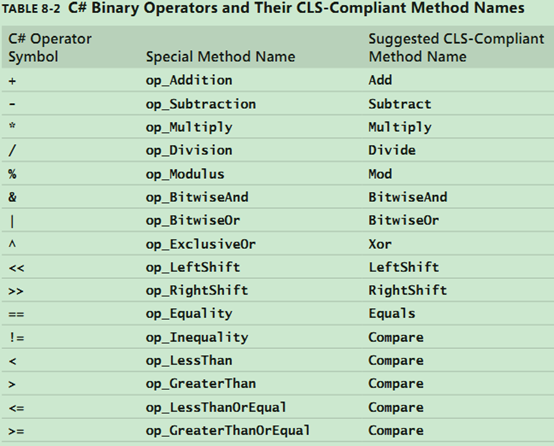 TABLE 8-2 C# Binary Operators and Their CLS-Compliant Method Names
C# Operator Symbol Special Method Name Suggested CLS-Compliant Method Name
+ op_Addition Add
- op_Subtraction Subtract
* op_Multiply Multiply
/ op_Division Divide
% op_Modulus Mod
& op_BitwiseAnd BitwiseAnd
| op_BitwiseOr BitwiseOr
^ op_ExclusiveOr Xor
<< op_LeftShift LeftShift
>> op_RightShift RightShift
== op_Equality Equals
!= op_Inequality Compare
< op_LessThan Compare
> op_GreaterThan Compare
<= op_LessThanOrEqual Compare
>= op_GreaterThanOrEqual Compare